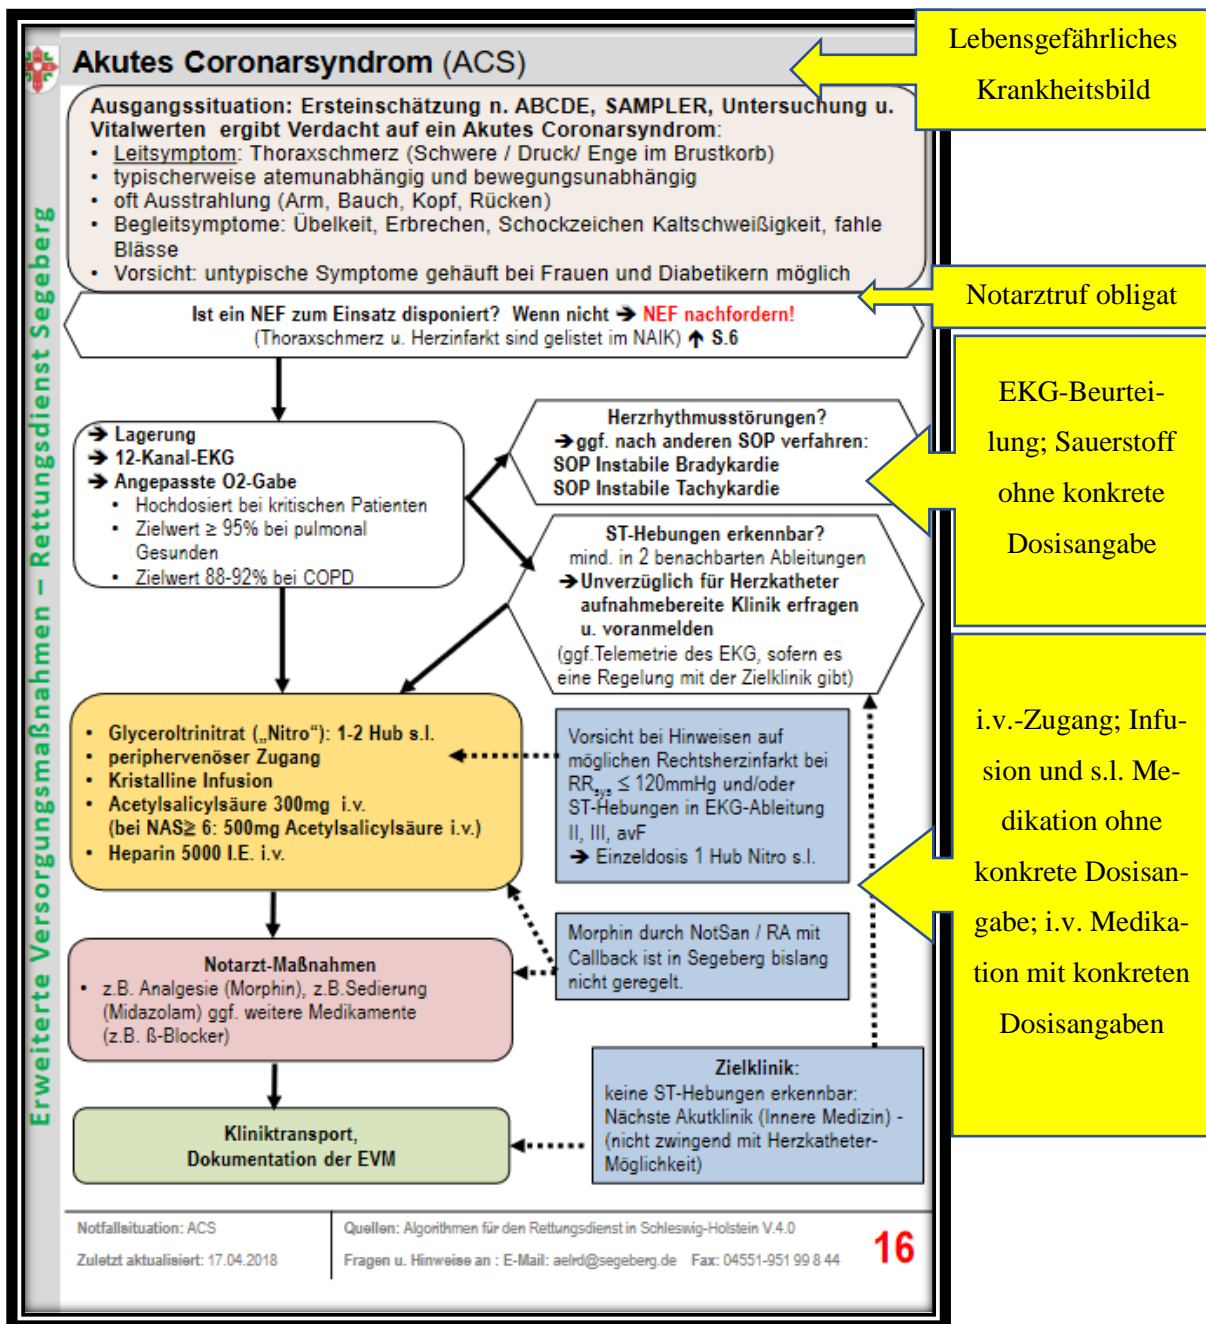 Akutes Coronarsyndrom (ACS)
Lebensgefährliches
Krankheitsbild
Erweiterte Versorgungsmaßnahmen – Rettungsdienst Segeberg
Ausgangssituation: Ersteinschätzung n. ABCDE, SAMPLER, Untersuchung u.
Vitalwerten ergibt Verdacht auf ein Akutes Coronarsyndrom:
• Leitsymptom: Thoraxschmerz (Schwere / Druck/ Enge im Brustkorb)
• typischerweise atemunabhängig und bewegungsunabhängig
• oft Ausstrahlung (Arm, Bauch, Kopf, Rücken)
• Begleitsymptome: Übelkeit, Erbrechen, Schockzeichen Kaltschweißigkeit, fahle
Blässe
• Vorsicht: untypische Symptome gehäuft bei Frauen und Diabetikern möglich
Notarztruf obligat
Ist ein NEF zum Einsatz disponiert? Wenn nicht ➔ NEF nachfordern!
(Thoraxschmerz u. Herzinfarkt sind gelistet im NAIK) ↑ S.6
➔ Lagerung
➔ 12-Kanal-EKG
➔ Angepasste O2-Gabe
• Hochdosiert bei kritischen Patienten
• Zielwert ≥ 95% bei pulmonal
Gesunden
• Zielwert 88-92% bei COPD
Herzrhythmusstörungen?
➔ ggf. nach anderen SOP verfahren:
SOP Instabile Bradykardie
SOP Instabile Tachykardie
EKG-Beurtei-
lung; Sauerstoff
ohne konkrete
Dosisangabe
ST-Hebungen erkennbar?
mind. in 2 benachbarten Ableitungen
➔ Unverzüglich für Herzkatheter
aufnahmebereite Klinik erfragen
u. voranmelden
(ggf.Telemetrie des EKG, sofern es
eine Regelung mit der Zielklinik gibt)
• Glyceroltrinitrat („Nitro“): 1-2 Hub s.l.
• periphervenöser Zugang
• Kristalline Infusion
• Acetylsalicylsäure 300mg i.v.
(bei NAS≥ 6: 500mg Acetylsalicylsäure i.v.)
• Heparin 5000 I.E. i.v.
Vorsicht bei Hinweisen auf
möglichen Rechtsherzinfarkt bei
RRsys ≤ 120mmHg und/oder
ST-Hebungen in EKG-Ableitung
II, III, avF
➔ Einzeldosis 1 Hub Nitro s.l.
i.v.-Zugang; Infu-
sion und s.l. Me-
dikation ohne
konkrete Dosisan-
gabe; i.v. Medika-
tion mit konkreten
Dosisangaben
Morphin durch NotSan / RA mit
Callback ist in Segeberg bislang
nicht geregelt.
Notarzt-Maßnahmen
• z.B. Analgesie (Morphin), z.B.Sedierung
(Midazolam) ggf. weitere Medikamente
(z.B. ß-Blocker)
Zielklinik:
keine ST-Hebungen erkennbar:
Nächste Akutklinik (Innere Medizin) -
(nicht zwingend mit Herzkatheter-
Möglichkeit)
Kliniktransport,
Dokumentation der EVM
Notfallsituation: ACS
Zuletzt aktualisiert: 17.04.2018
Quellen: Algorithmen für den Rettungsdienst in Schleswig-Holstein V.4.0
Fragen u. Hinweise an : E-Mail: aelrd@segeberg.de Fax: 04551-951 99 8 44
16